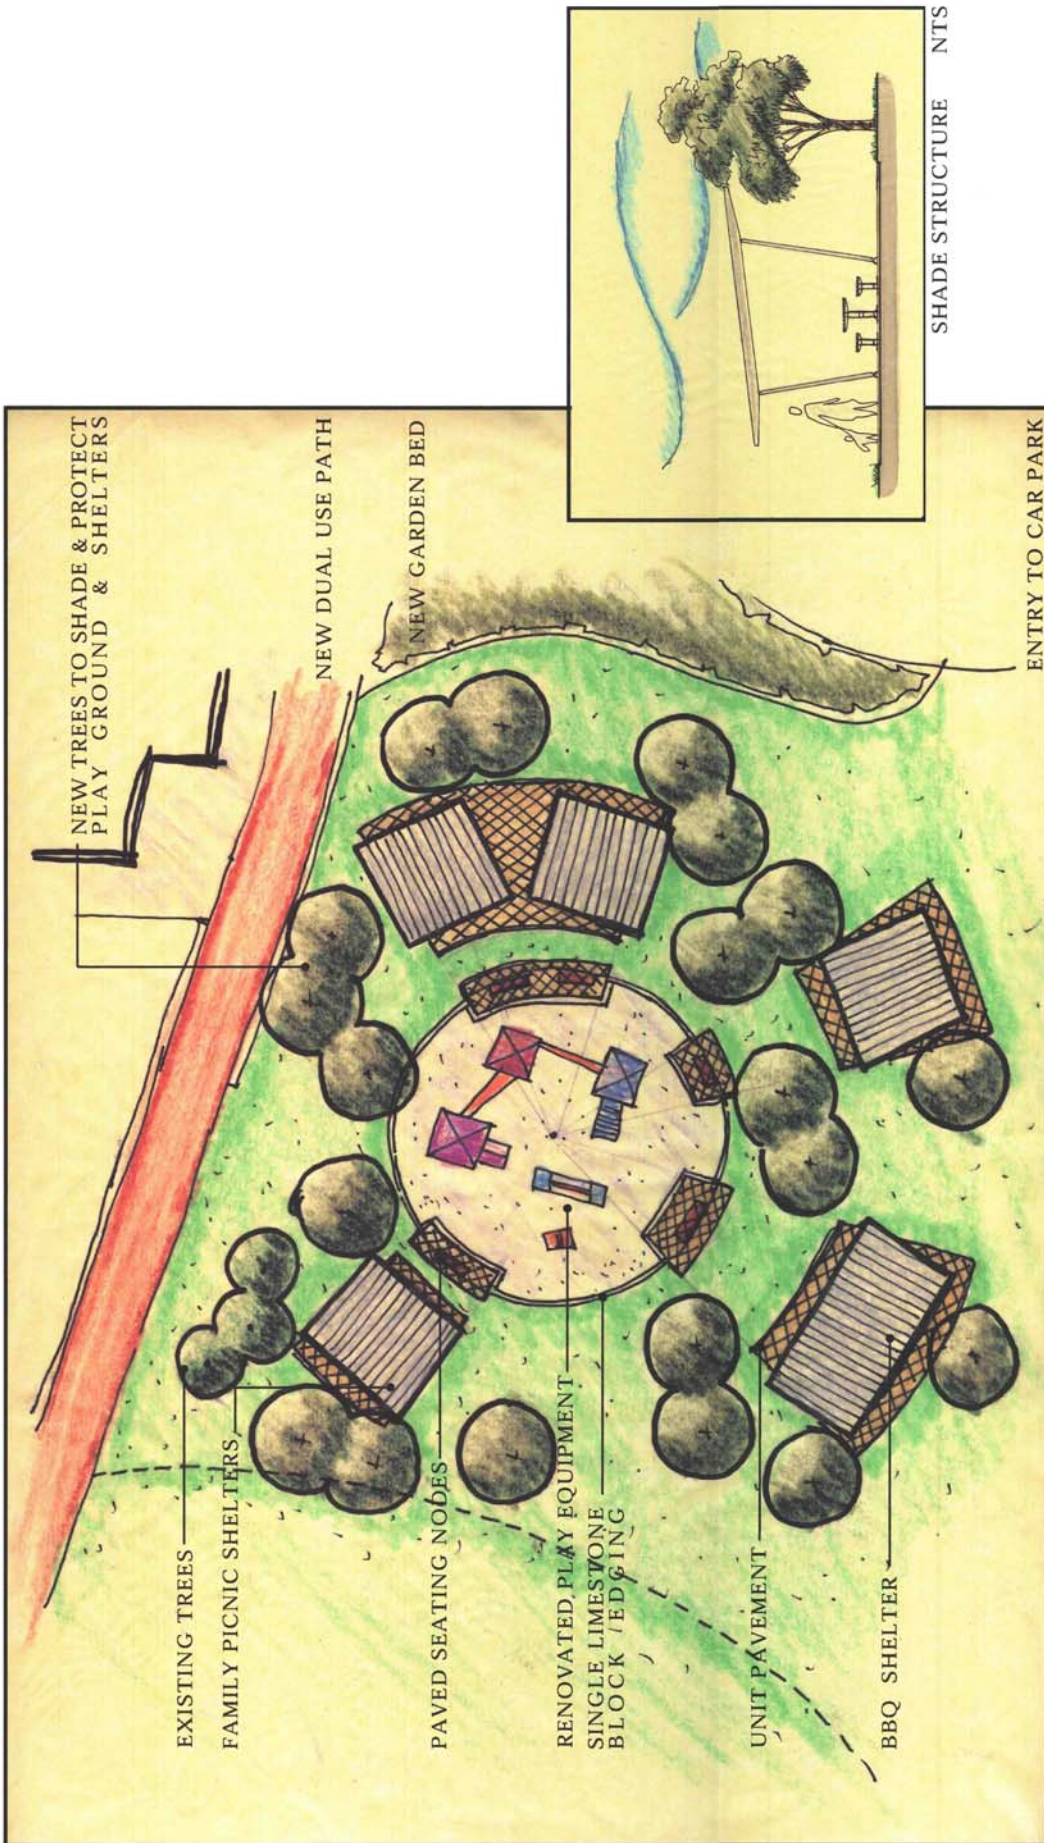 EXISTING TREES
FAMILY PICNIC SHELTERS
PAVED SEATING NODES
RENOVATED PLAY EQUIPMENT
SINGLE LIMESTONE
BLOCK / EDGING
UNIT PAVEMENT
BBQ SHELTER
NEW TREES TO SHADE & PROTECT
PLAY GROUND & SHELTERS
NEW DUAL USE PATH
NEW GARDEN BED
ENTRY TO CAR PARK
SHADE STRUCTURE NTS